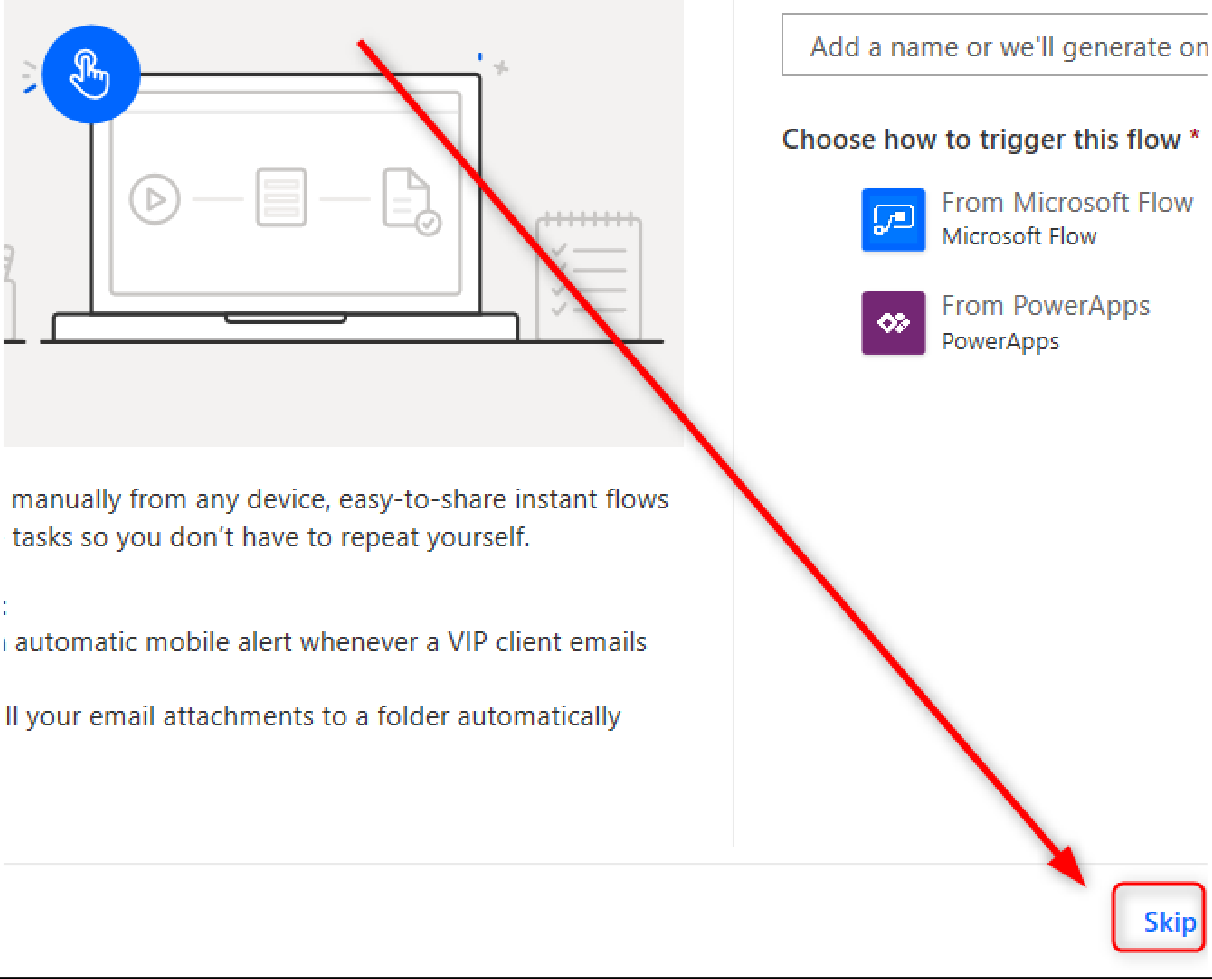 Add a name or we'll generate on
Choose how to trigger this flow *
From Microsoft Flow
Microsoft Flow
From PowerApps
PowerApps
manually from any device, easy-to-share instant flows
tasks so you don't have to repeat yourself.
:
automatic mobile alert whenever a VIP client emails
ll your email attachments to a folder automatically
Skip